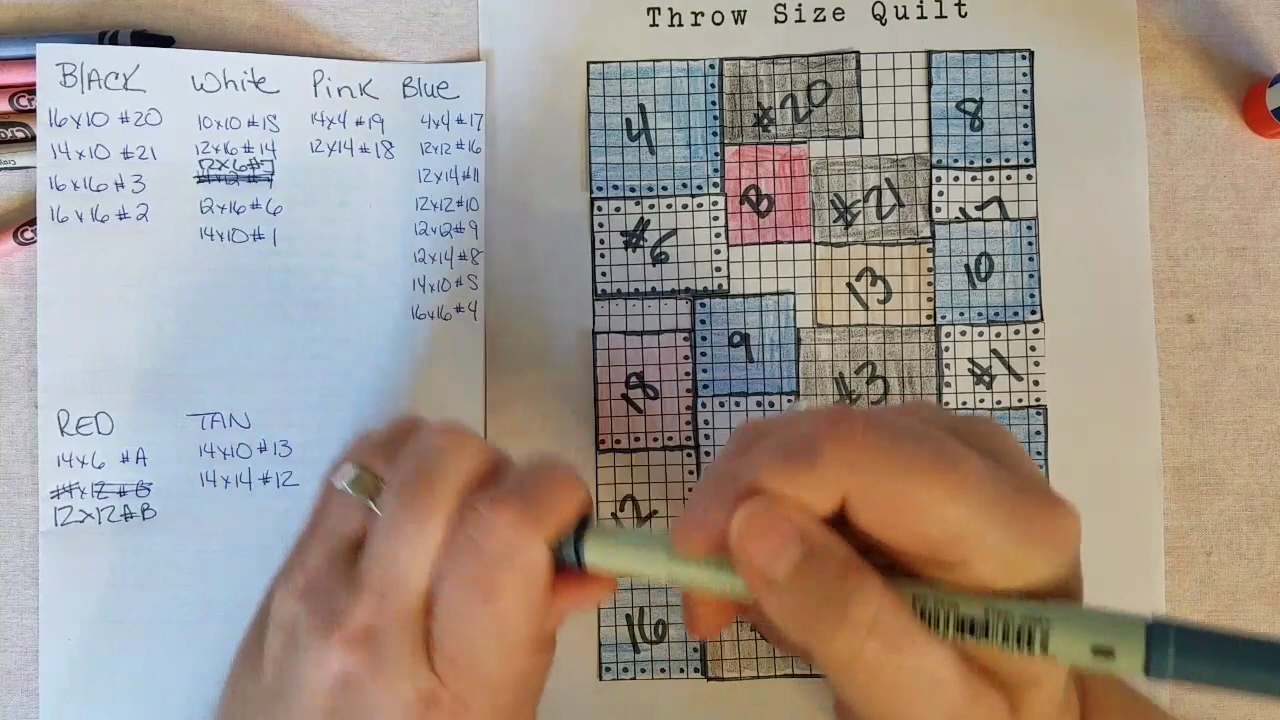 Throw Size Quilt
BLACK
16x10 #20
14x10 #21
16x16 #3
16x16 #2
White
10x10 #15
12x16 #14
12x6 #7
12x16 #6
14x10 #1
Pink
14x4 #19
12x14 #18
Blue
4x4 #17
12x12 #16
12x14 #11
12x12 #10
12x12 #9
12x14 #8
14x10 #5
16x16 #4
RED
14x6 #A
12x12 #B
TAN
14x10 #13
14x14 #12
4
#20
8
B
#21
17
#6
10
13
9
#3
#1
18
12
16